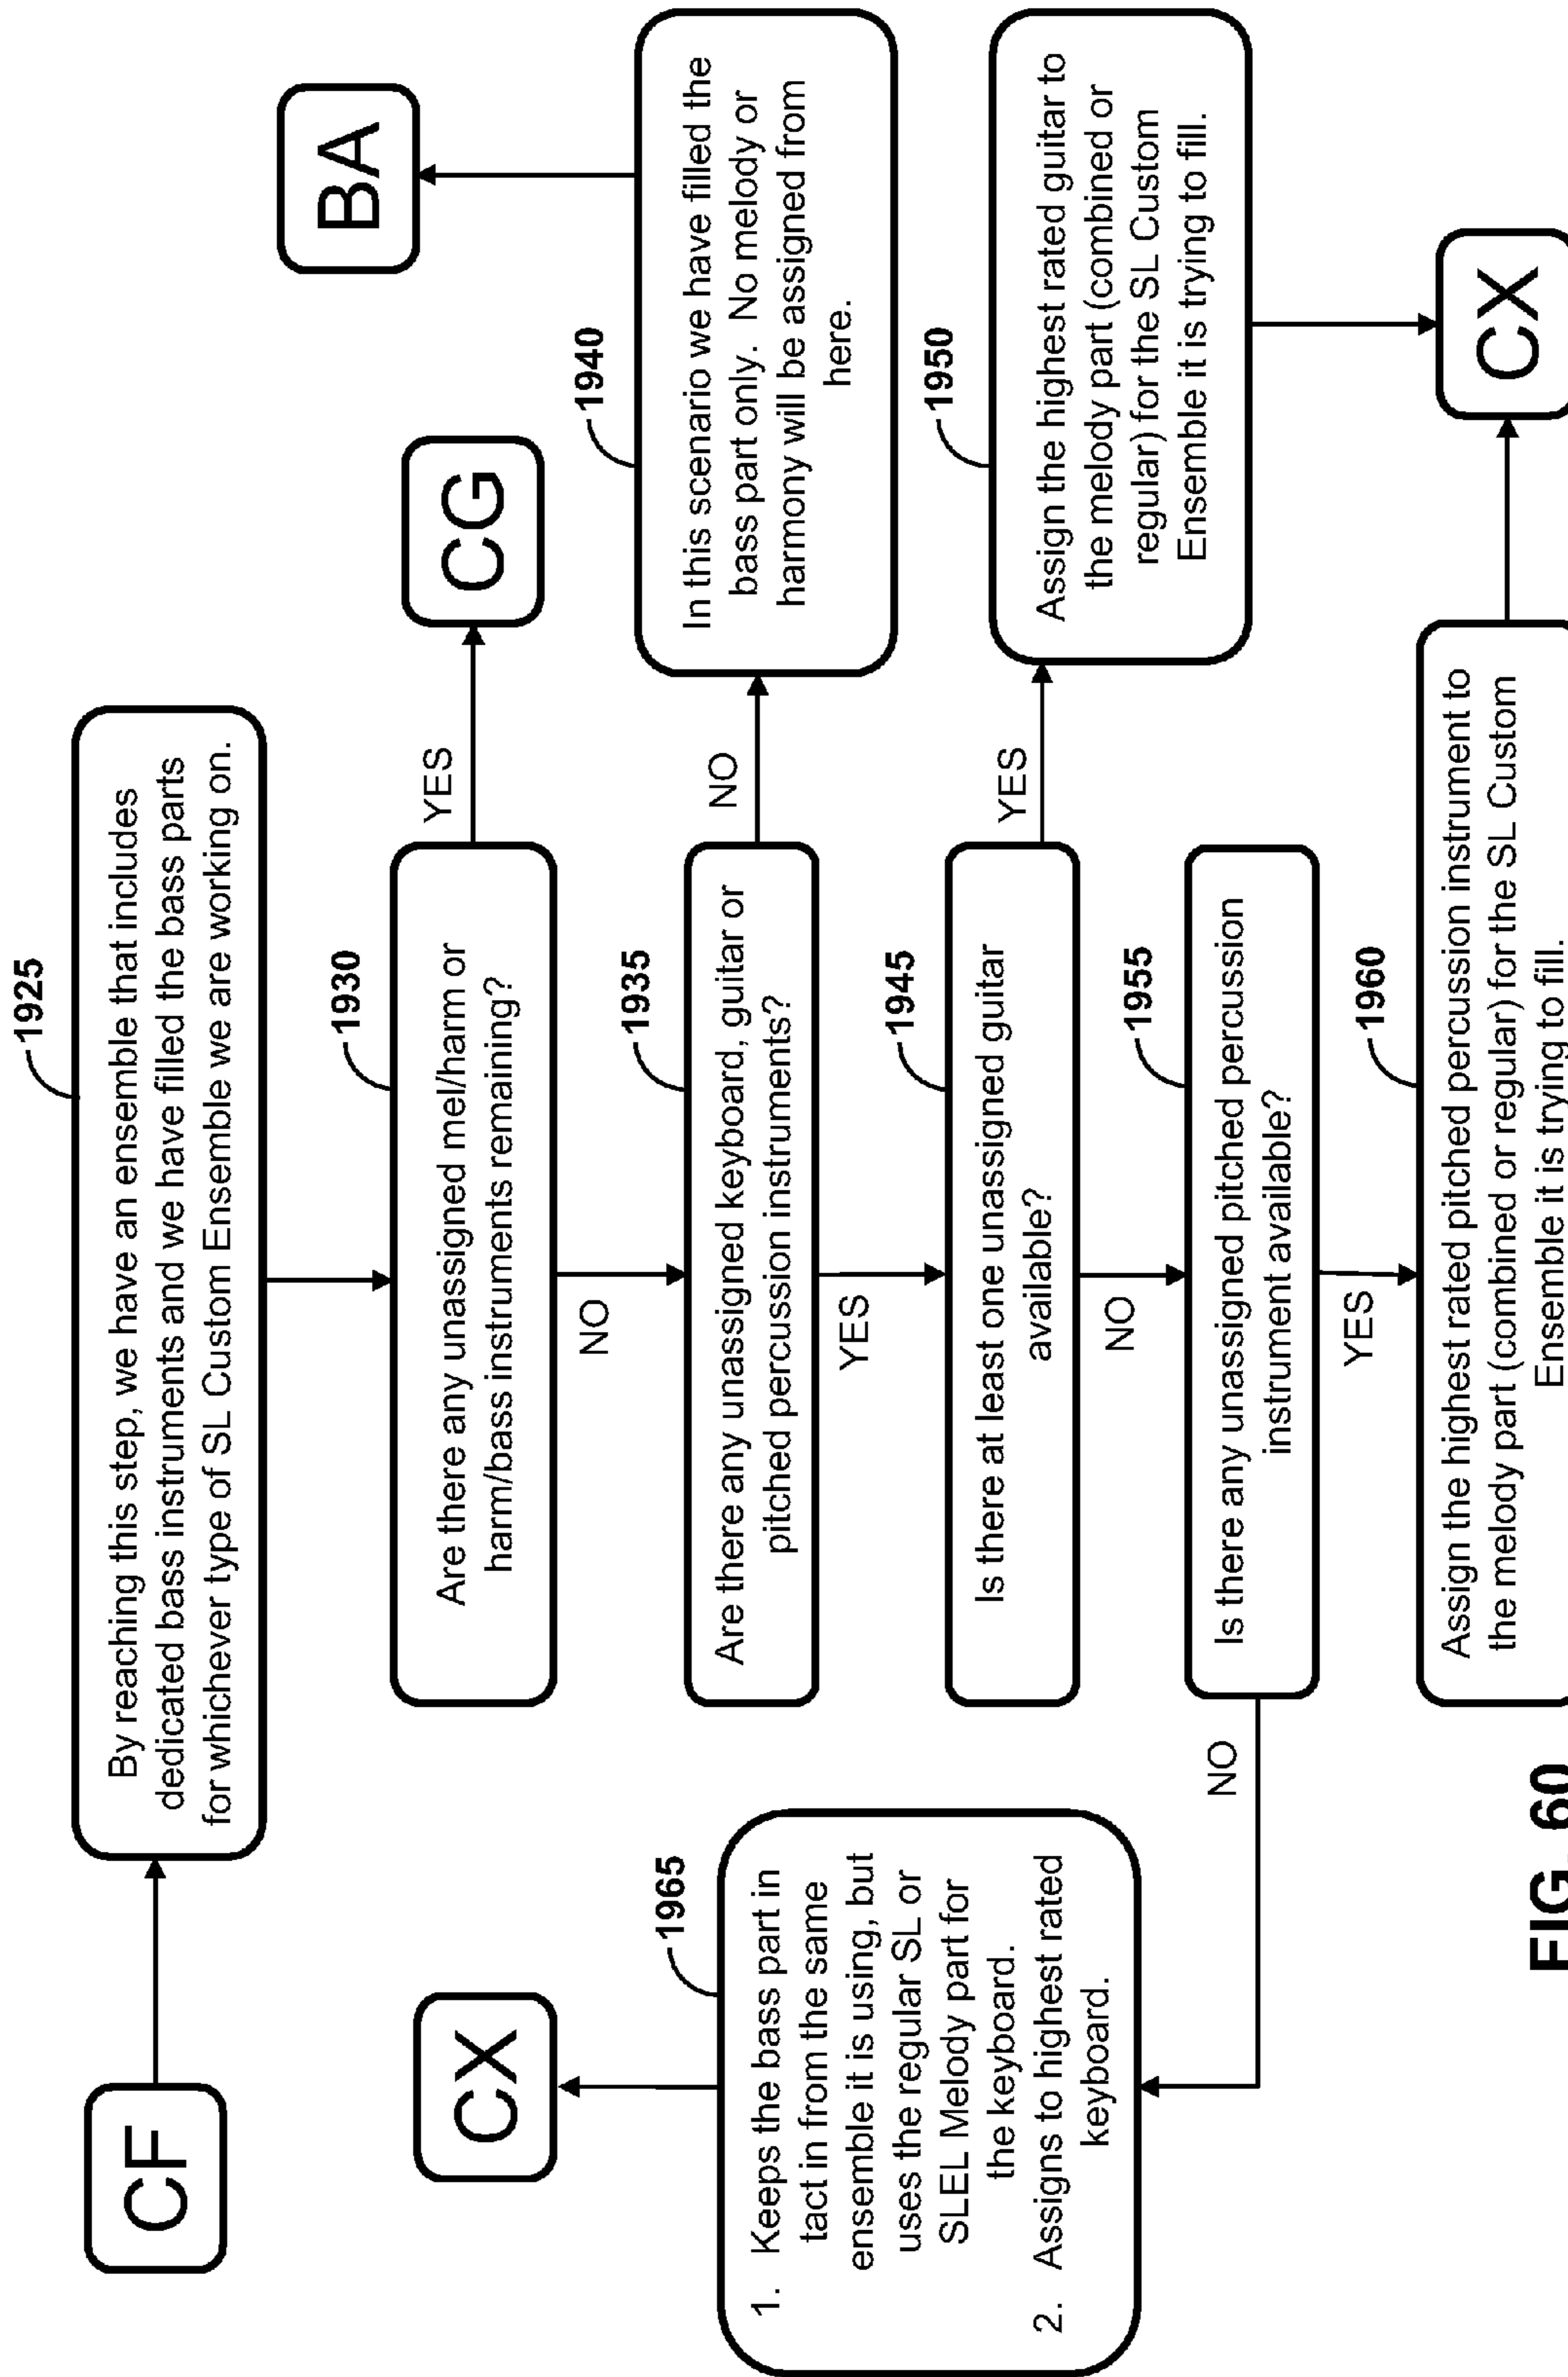 CF
1925
By reaching this step, we have an ensemble that includes
dedicated bass instruments and we have filled the bass parts
for whichever type of SL Custom Ensemble we are working on.
1930
Are there any unassigned mel/harm or
harm/bass instruments remaining?
YES
CG
NO
1935
Are there any unassigned keyboard, guitar or
pitched percussion instruments?
NO
1940
In this scenario we have filled the
bass part only. No melody or
harmony will be assigned from
here.
BA
YES
1945
Is there at least one unassigned guitar
available?
YES
1950
Assign the highest rated guitar to
the melody part (combined or
regular) for the SL Custom
Ensemble it is trying to fill.
CX
NO
1955
Is there any unassigned pitched percussion
instrument available?
YES
1960
Assign the highest rated pitched percussion instrument to
the melody part (combined or regular) for the SL Custom
Ensemble it is trying to fill.
NO
1965
1. Keeps the bass part in
tact in from the same
ensemble it is using, but
uses the regular SL or
SLEL Melody part for
the keyboard.
2. Assigns to highest rated
keyboard.
CX
FIG. 60